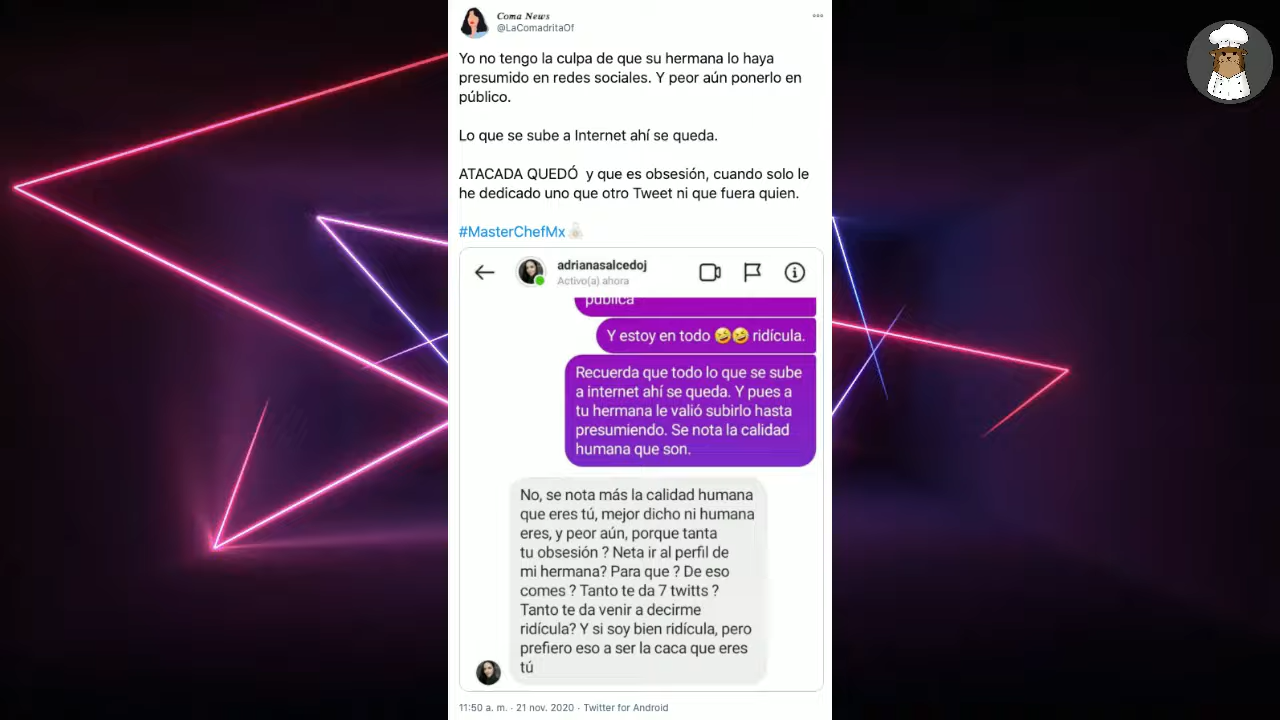 Coma News
@LaComadritaOf
Yo no tengo la culpa de que su hermana lo haya
presumido en redes sociales. Y peor aún ponerlo en
público.
Lo que se sube a Internet ahí se queda.
ATACADA QUEDÓ  y que es obsesión, cuando solo le
he dedicado uno que otro Tweet ni que fuera quien.
#MasterChefMx
adrianasalcedoj
Activo(a) ahora
pública
Y estoy en todo 🤣🤣 ridícula.
Recuerda que todo lo que se sube
a internet ahí se queda. Y pues a
tu hermana le valió subirlo hasta
presumiendo. Se nota la calidad
humana que son.
No, se nota más la calidad humana
que eres tú, mejor dicho ni humana
eres, y peor aún, porque tanta
tu obsesión ? Neta ir al perfil de
mi hermana? Para que ? De eso
comes ? Tanto te da 7 twitts ?
Tanto te da venir a decirme
ridícula? Y si soy bien ridícula, pero
prefiero eso a ser la caca que eres
tú
11:50 a. m. · 21 nov. 2020 · Twitter for Android